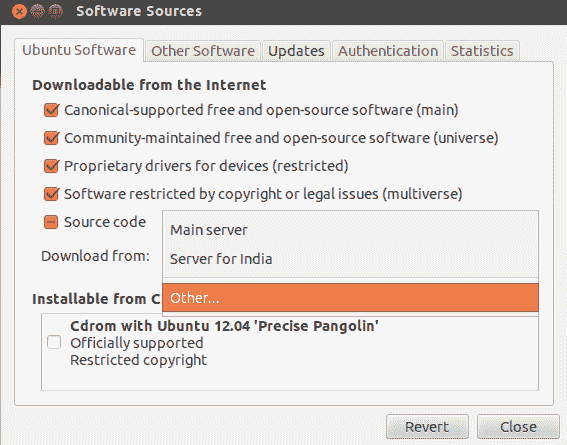 Software Sources
Ubuntu Software Other Software Updates Authentication Statistics
Downloadable from the Internet
Canonical-supported free and open-source software (main)
Community-maintained free and open-source software (universe)
Proprietary drivers for devices (restricted)
Software restricted by copyright or legal issues (multiverse)
Source code
Main server
Download from:
Server for India
Other...
Installable from C
Cdrom with Ubuntu 12.04 'Precise Pangolin'
Officially supported
Restricted copyright
Revert Close